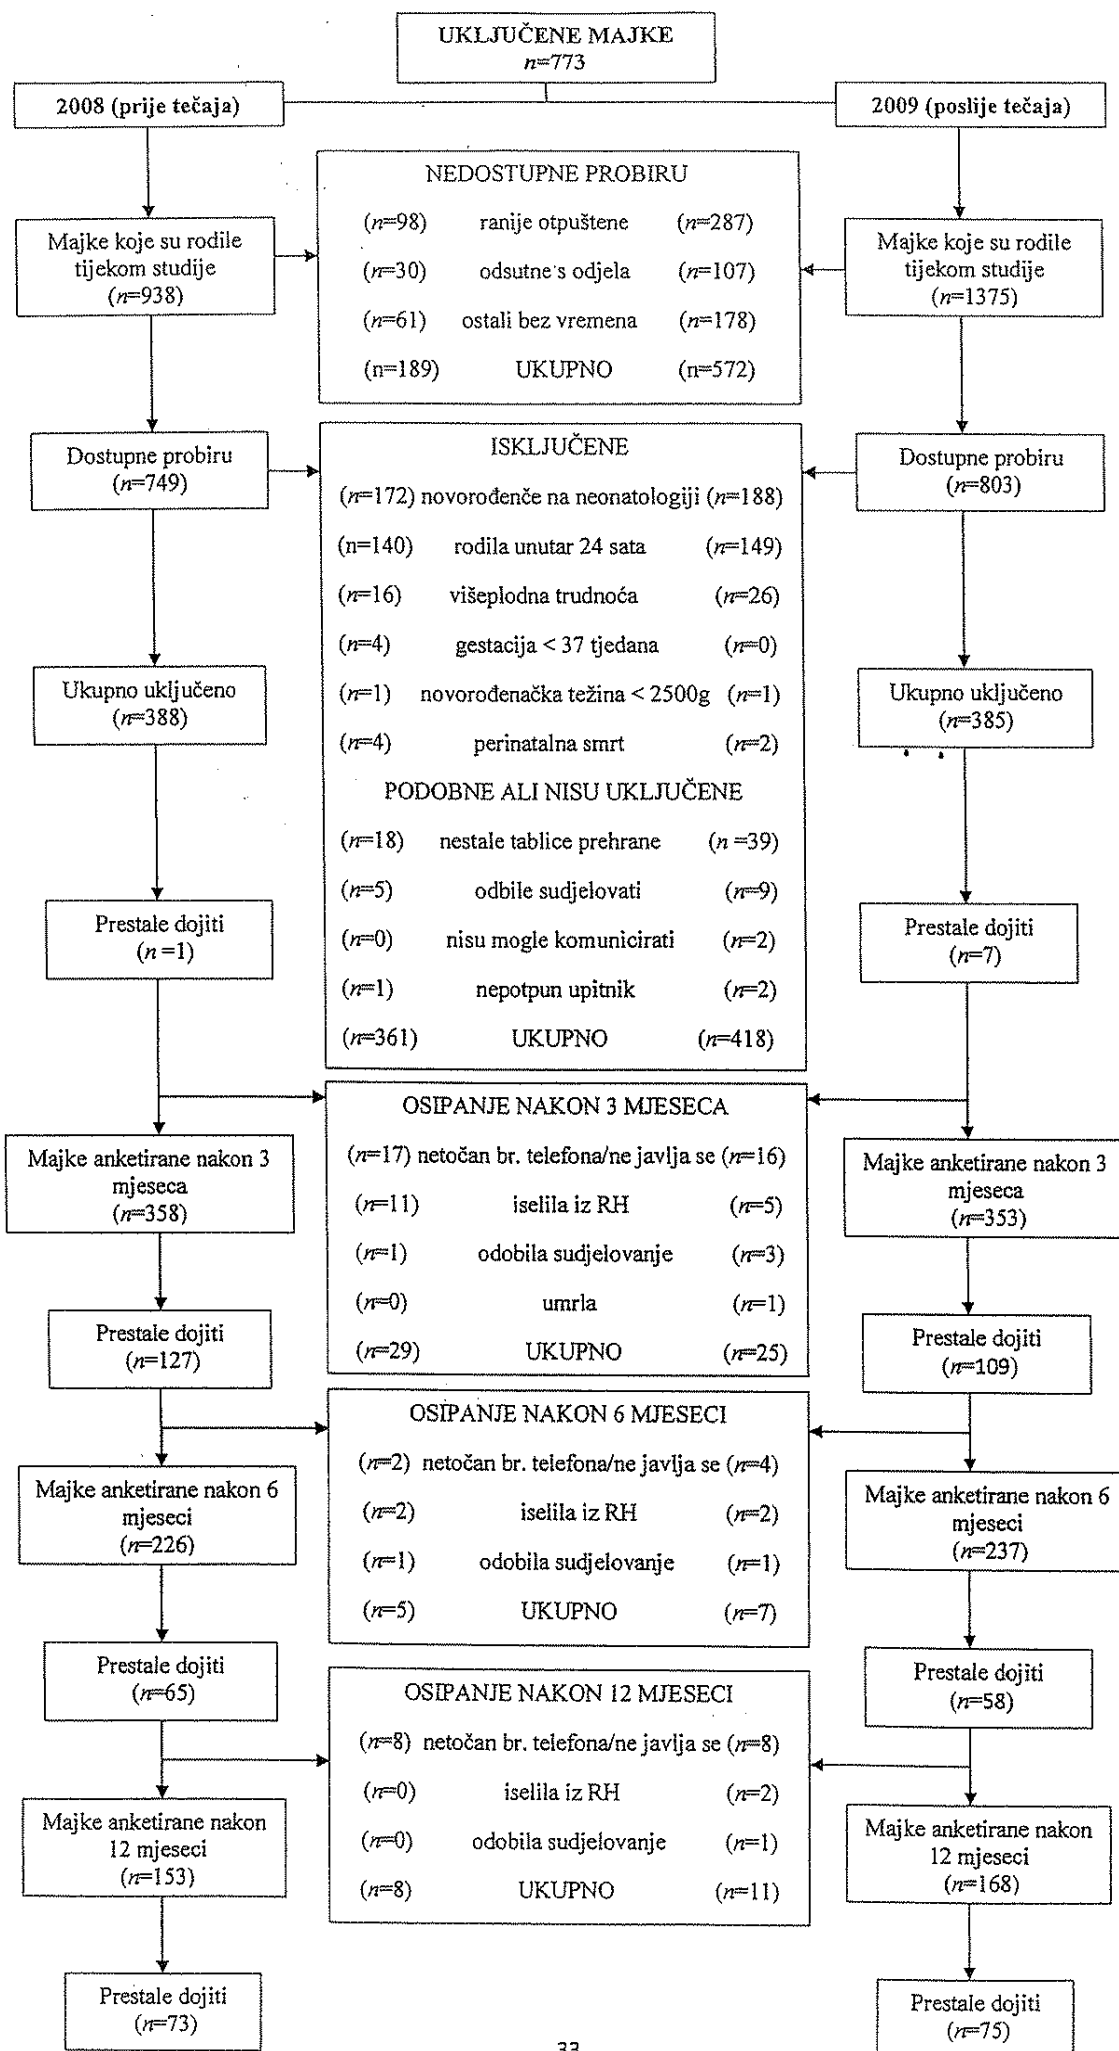 UKLJUČENE MAJKE
n=773
2008 (prije tečaja)
2009 (poslije tečaja)
NEDOSTUPNE PROBIRU
(n=98) ranije otpuštene (n=287)
(n=30) odsutne s odjela (n=107)
(n=61) ostali bez vremena (n=178)
(n=189) UKUPNO (n=572)
Majke koje su rodile
tijekom studije
(n=938)
Majke koje su rodile
tijekom studije
(n=1375)
Dostupne probiru
(n=749)
Dostupne probiru
(n=803)
ISKLJUČENE
(n=172) novorođenče na neonatologiji (n=188)
(n=140) rodila unutar 24 sata (n=149)
(n=16) višeplodna trudnoća (n=26)
(n=4) gestacija < 37 tjedana (n=0)
(n=1) novorođenačka težina < 2500g (n=1)
(n=4) perinatalna smrt (n=2)
PODOBNE ALI NISU UKLJUČENE
(n=18) nestale tablice prehrane (n =39)
(n=5) odbile sudjelovati (n=9)
(n=0) nisu mogle komunicirati (n=2)
(n=1) nepotpun upitnik (n=2)
(n=361) UKUPNO (n=418)
Ukupno uključeno
(n=388)
Ukupno uključeno
(n=385)
Prestale dojiti
(n =1)
Prestale dojiti
(n=7)
OSIPANJE NAKON 3 MJESECA
(n=17) netočan br. telefona/ne javlja se (n=16)
(n=11) iselila iz RH (n=5)
(n=1) odobila sudjelovanje (n=3)
(n=0) umrla (n=1)
(n=29) UKUPNO (n=25)
Majke anketirane nakon 3
mjeseca
(n=358)
Majke anketirane nakon 3
mjeseca
(n=353)
Prestale dojiti
(n=127)
Prestale dojiti
(n=109)
OSIPANJE NAKON 6 MJESECI
(n=2) netočan br. telefona/ne javlja se (n=4)
(n=2) iselila iz RH (n=2)
(n=1) odobila sudjelovanje (n=1)
(n=5) UKUPNO (n=7)
Majke anketirane nakon 6
mjeseci
(n=226)
Majke anketirane nakon 6
mjeseci
(n=237)
Prestale dojiti
(n=65)
Prestale dojiti
(n=58)
OSIPANJE NAKON 12 MJESECI
(n=8) netočan br. telefona/ne javlja se (n=8)
(n=0) iselila iz RH (n=2)
(n=0) odobila sudjelovanje (n=1)
(n=8) UKUPNO (n=11)
Majke anketirane nakon
12 mjeseci
(n=153)
Majke anketirane nakon
12 mjeseci
(n=168)
Prestale dojiti
(n=73)
Prestale dojiti
(n=75)
33